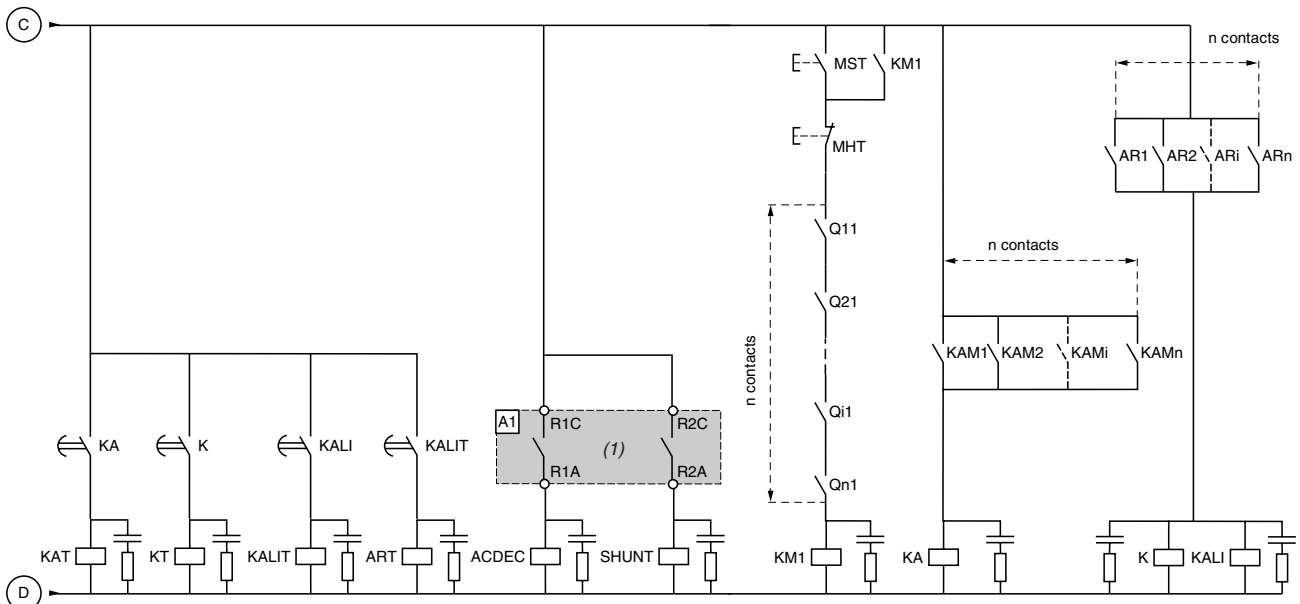 C
n contacts
MST
KM1
MHT
AR1
AR2
ARi
ARn
n contacts
Q11
Q21
Qi1
Qn1
n contacts
KAM1
KAM2
KAMi
KAMn
KA
K
KALI
KALIT
A1
R1C
R2C
(1)
R1A
R2A
KAT
KT
KALIT
ART
ACDEC
SHUNT
KM1
KA
K
KALI
D